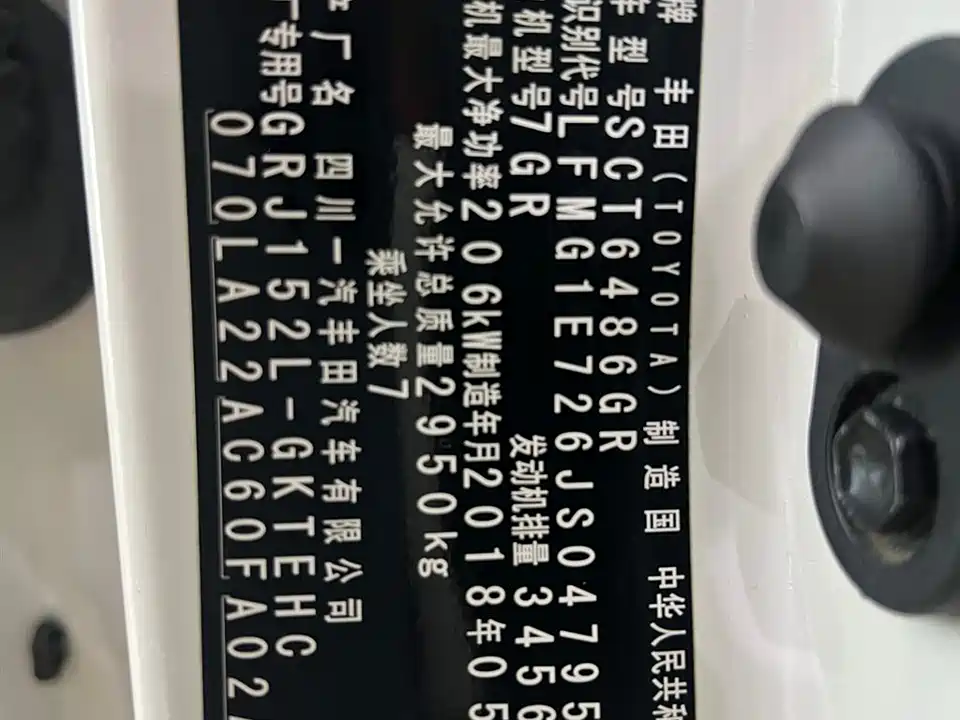 牌 丰田(TOYOTA)制造国 中华人民共和
车型号SCT6486GR
识别代号LFMG1E726JS04795
机型号7GR 发动机排量3456
机最大净功率206kW制造年月2018年05
最大允许总质量2950kg
乘坐人数7
厂名 四川一汽丰田汽车有限公司
厂专用号GRJ152L-GKTEHC
070LA22AC60FA02